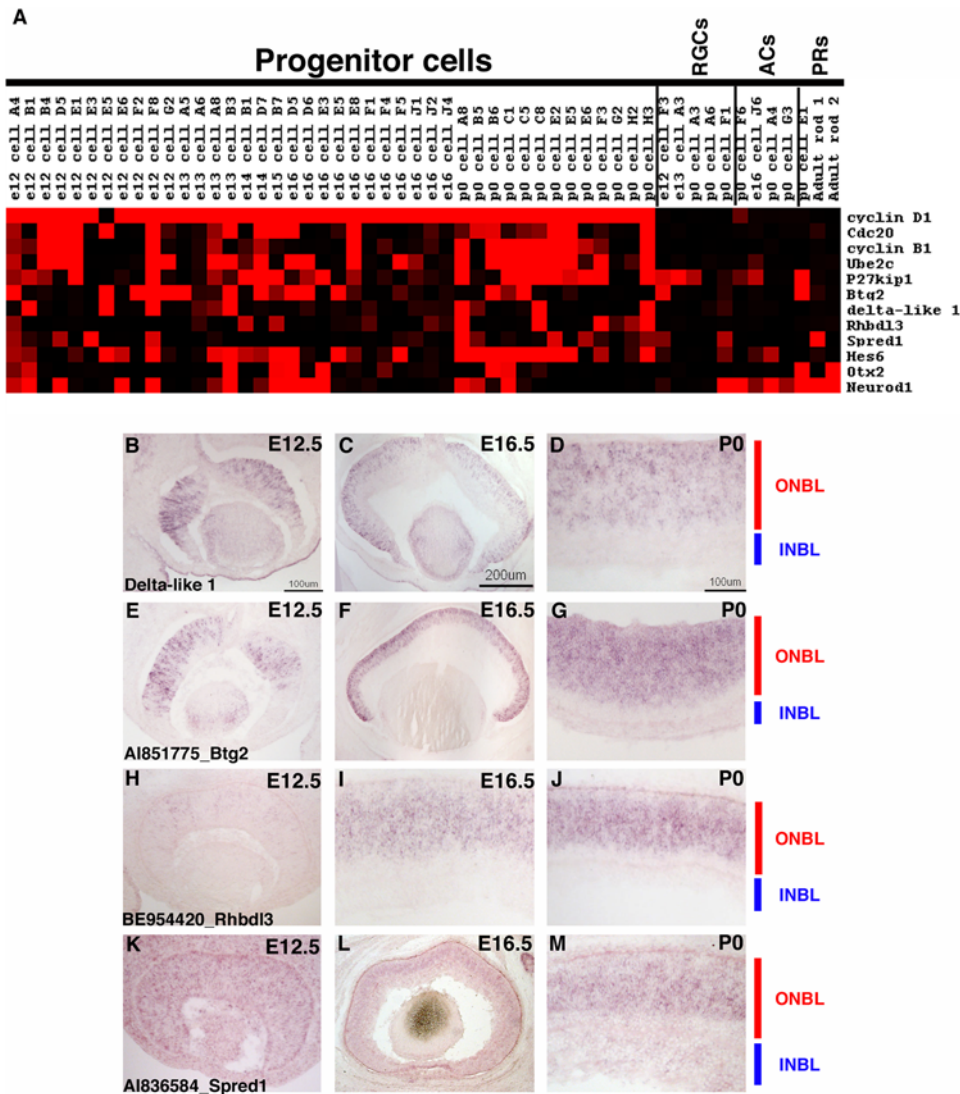 A
Progenitor cells
RGCs
ACs
PRs
e12 cell A4
e12 cell B1
e12 cell B4
e12 cell D5
e12 cell E1
e12 cell E3
e12 cell E5
e12 cell E6
e12 cell F2
e12 cell F8
e12 cell G2
e13 cell A5
e13 cell A6
e13 cell A8
e13 cell B3
e14 cell B1
e14 cell D7
e15 cell B7
e16 cell D5
e16 cell D6
e16 cell E3
e16 cell E5
e16 cell E8
e16 cell F1
e16 cell F4
e16 cell F5
e16 cell J1
e16 cell J2
e16 cell J4
p0 cell A8
p0 cell B5
p0 cell B6
p0 cell C1
p0 cell C5
p0 cell C8
p0 cell E2
p0 cell E5
p0 cell E6
p0 cell F3
p0 cell G2
p0 cell H2
p0 cell H3
e12 cell F3
e13 cell A3
p0 cell A3
p0 cell A6
p0 cell F1
p0 cell F6
e16 cell J6
p0 cell A4
p0 cell G3
p0 cell E1
Adult rod 1
Adult rod 2
cyclin D1
Cdc20
cyclin B1
Ube2c
P27kip1
Btg2
delta-like 1
Rhbdl3
Spred1
Hes6
Otx2
Neurod1
B E12.5
Delta-like 1 100um
C E16.5
200um
D P0
100um
ONBL
INBL
E E12.5
AI851775_Btg2
F E16.5
G P0
ONBL
INBL
H E12.5
BE954420_Rhbdl3
I E16.5
J P0
ONBL
INBL
K E12.5
AI836584_Spred1
L E16.5
M P0
ONBL
INBL